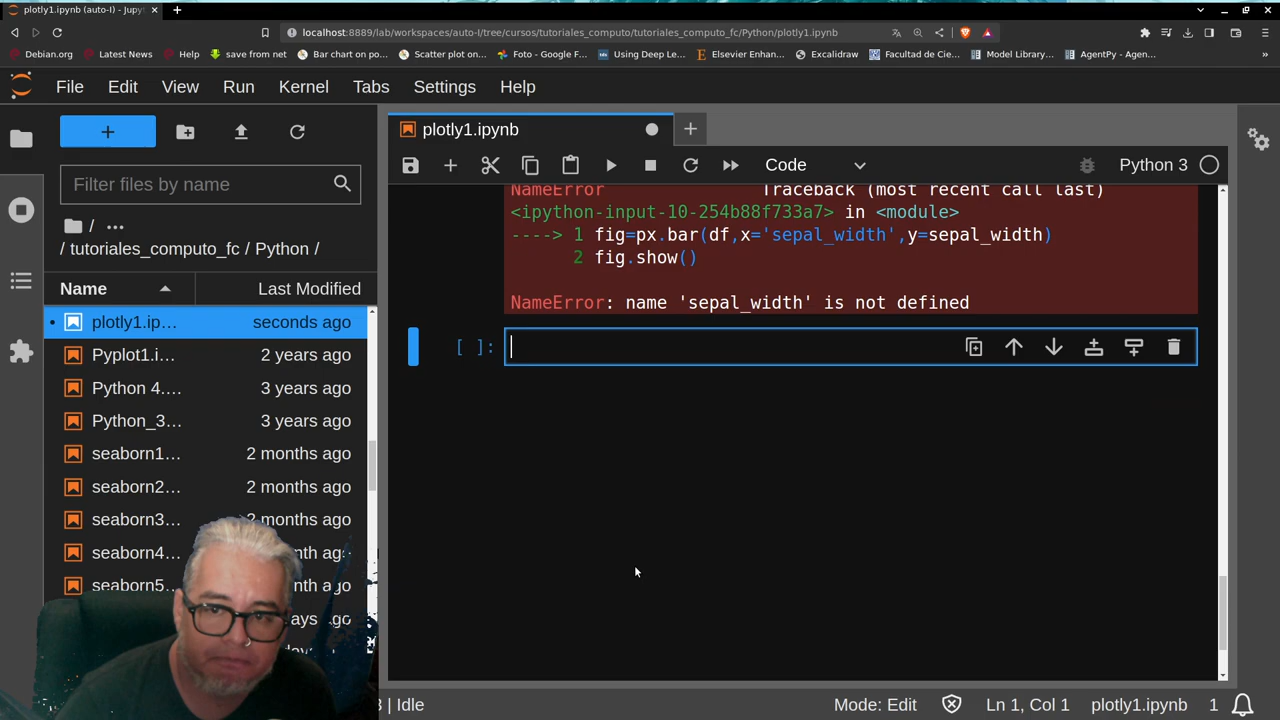 plotly1.ipynb (auto-I) - Jupyt
localhost:8889/lab/workspaces/auto-I/tree/cursos/tutoriales_computo/tutoriales_computo_fc/Python/plotly1.ipynb
Debian.org
Latest News
Help
save from net
Bar chart on po...
Scatter plot on...
Foto - Google F...
Using Deep Le...
Elsevier Enhan...
Excalidraw
Facultad de Cie...
Model Library...
AgentPy - Agen...
File Edit View Run Kernel Tabs Settings Help
plotly1.ipynb
Code
Python 3
Filter files by name
/ ...
/ tutoriales_computo_fc / Python /
Name Last Modified
plotly1.ip... seconds ago
Pyplot1.i... 2 years ago
Python 4.... 3 years ago
Python_3... 3 years ago
seaborn1... 2 months ago
seaborn2... 2 months ago
seaborn3... 2 months ago
seaborn4...
seaborn5...
NameError Traceback (most recent call last)
<ipython-input-10-254b88f733a7> in <module>
----> 1 fig=px.bar(df,x='sepal_width',y=sepal_width)
2 fig.show()
NameError: name 'sepal_width' is not defined
[ ]:
| Idle
Mode: Edit
Ln 1, Col 1
plotly1.ipynb
1